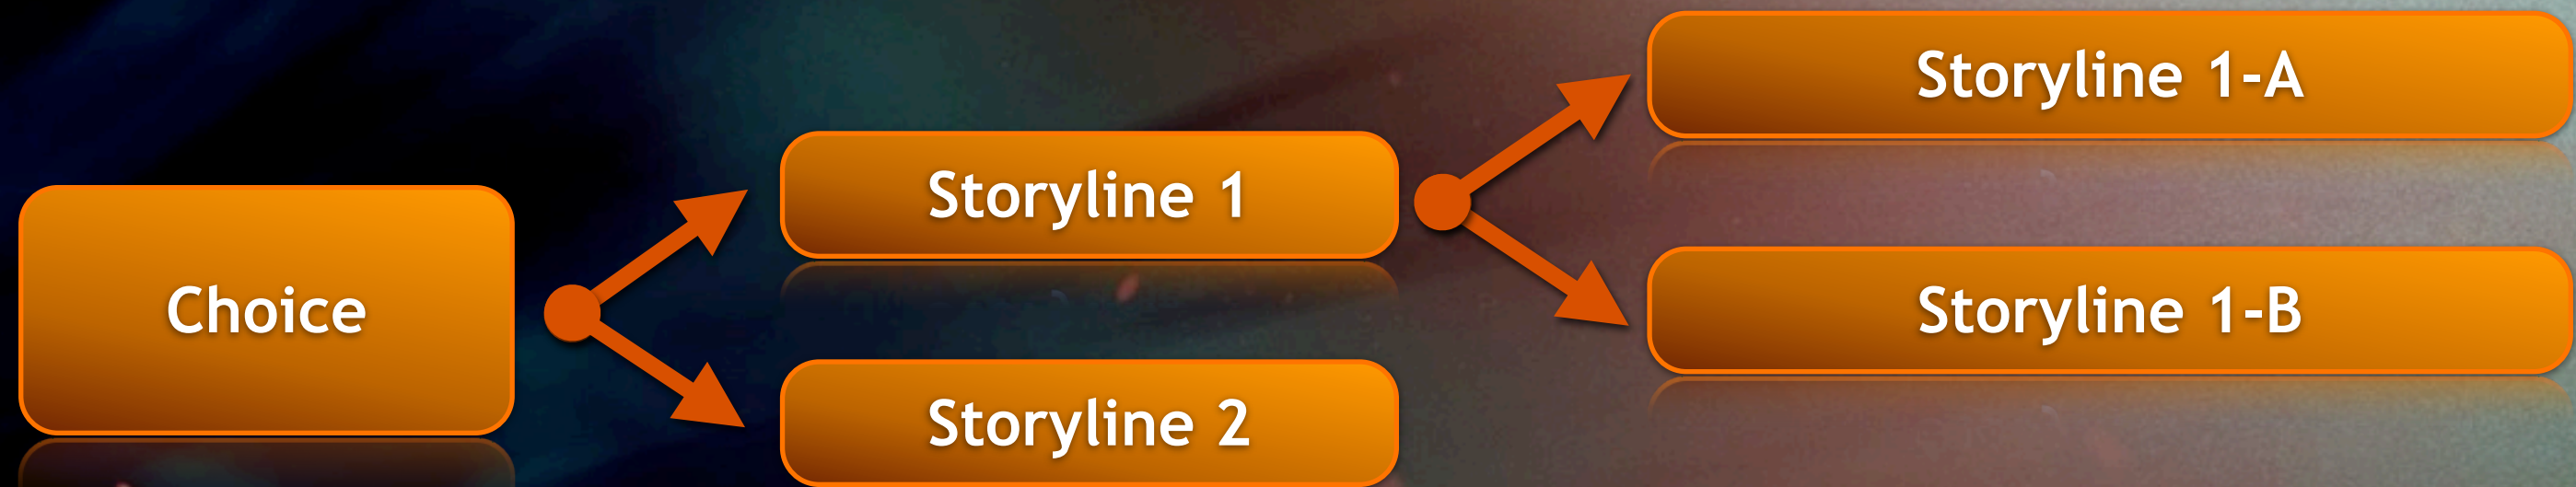 Choice
Storyline 1
Storyline 2
Storyline 1-A
Storyline 1-B